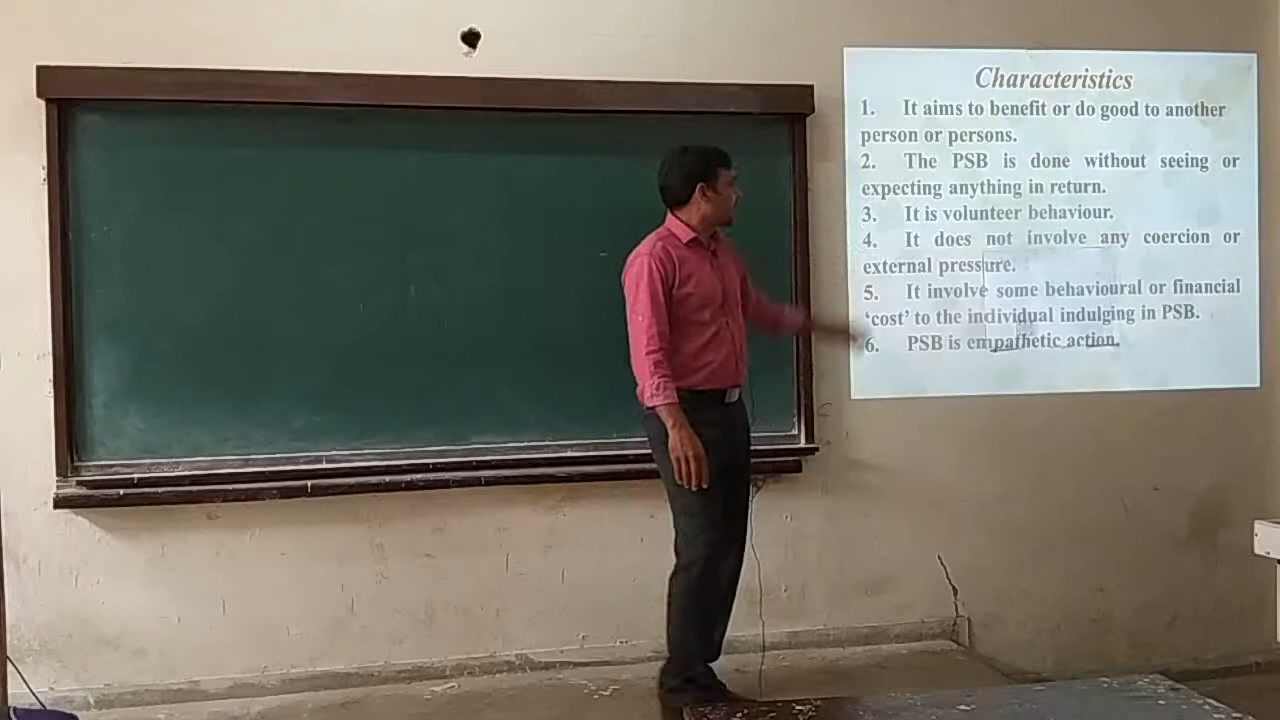 Characteristics
1. It aims to benefit or do good to another
person or persons.
2. The PSB is done without seeing or
expecting anything in return.
3. It is volunteer behaviour.
4. It does not involve any coercion or
external pressure.
5. It involve some behavioural or financial
‘cost’ to the individual indulging in PSB.
6. PSB is empathetic action.